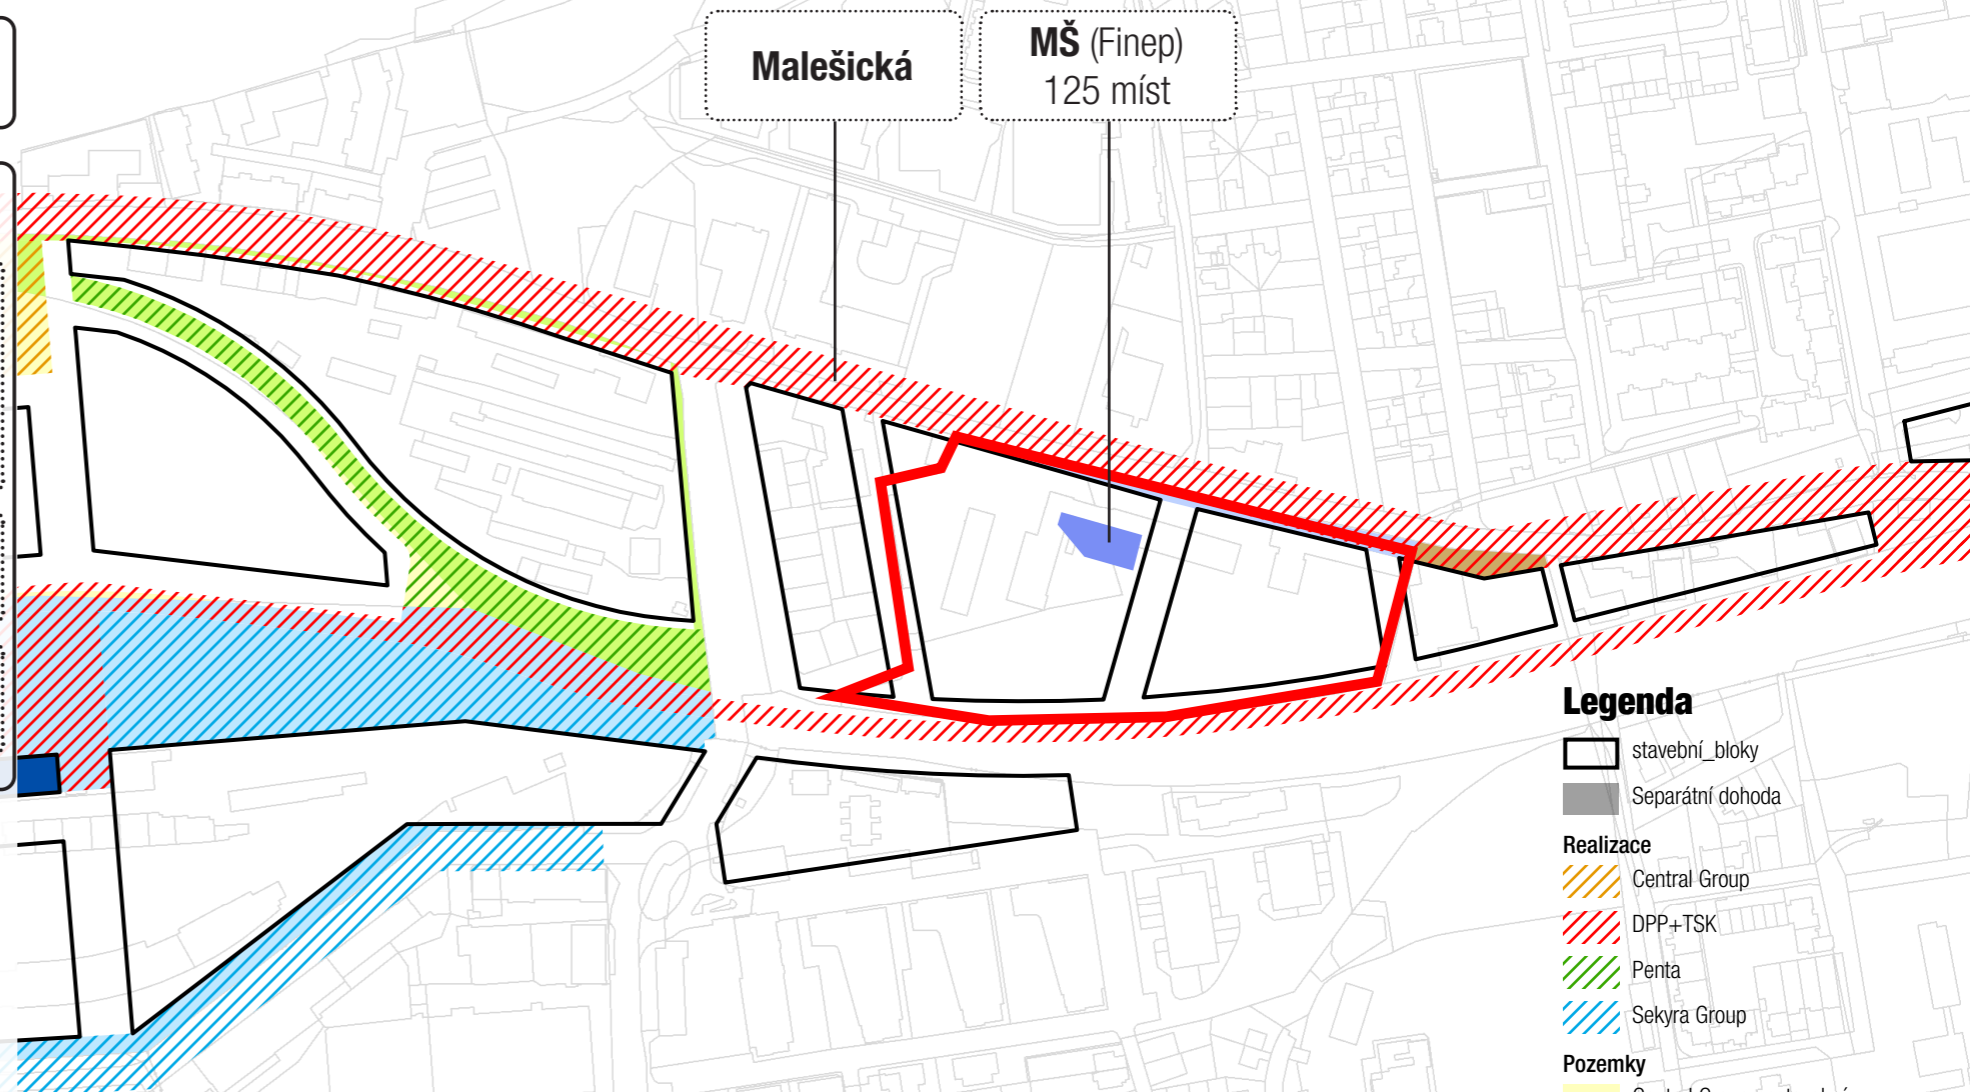 Malešická
MŠ (Finep)
125 míst
Legenda
stavební_bloky
Separátní dohoda
Realizace
Central Group
DPP+TSK
Penta
Sekyra Group
Pozemky